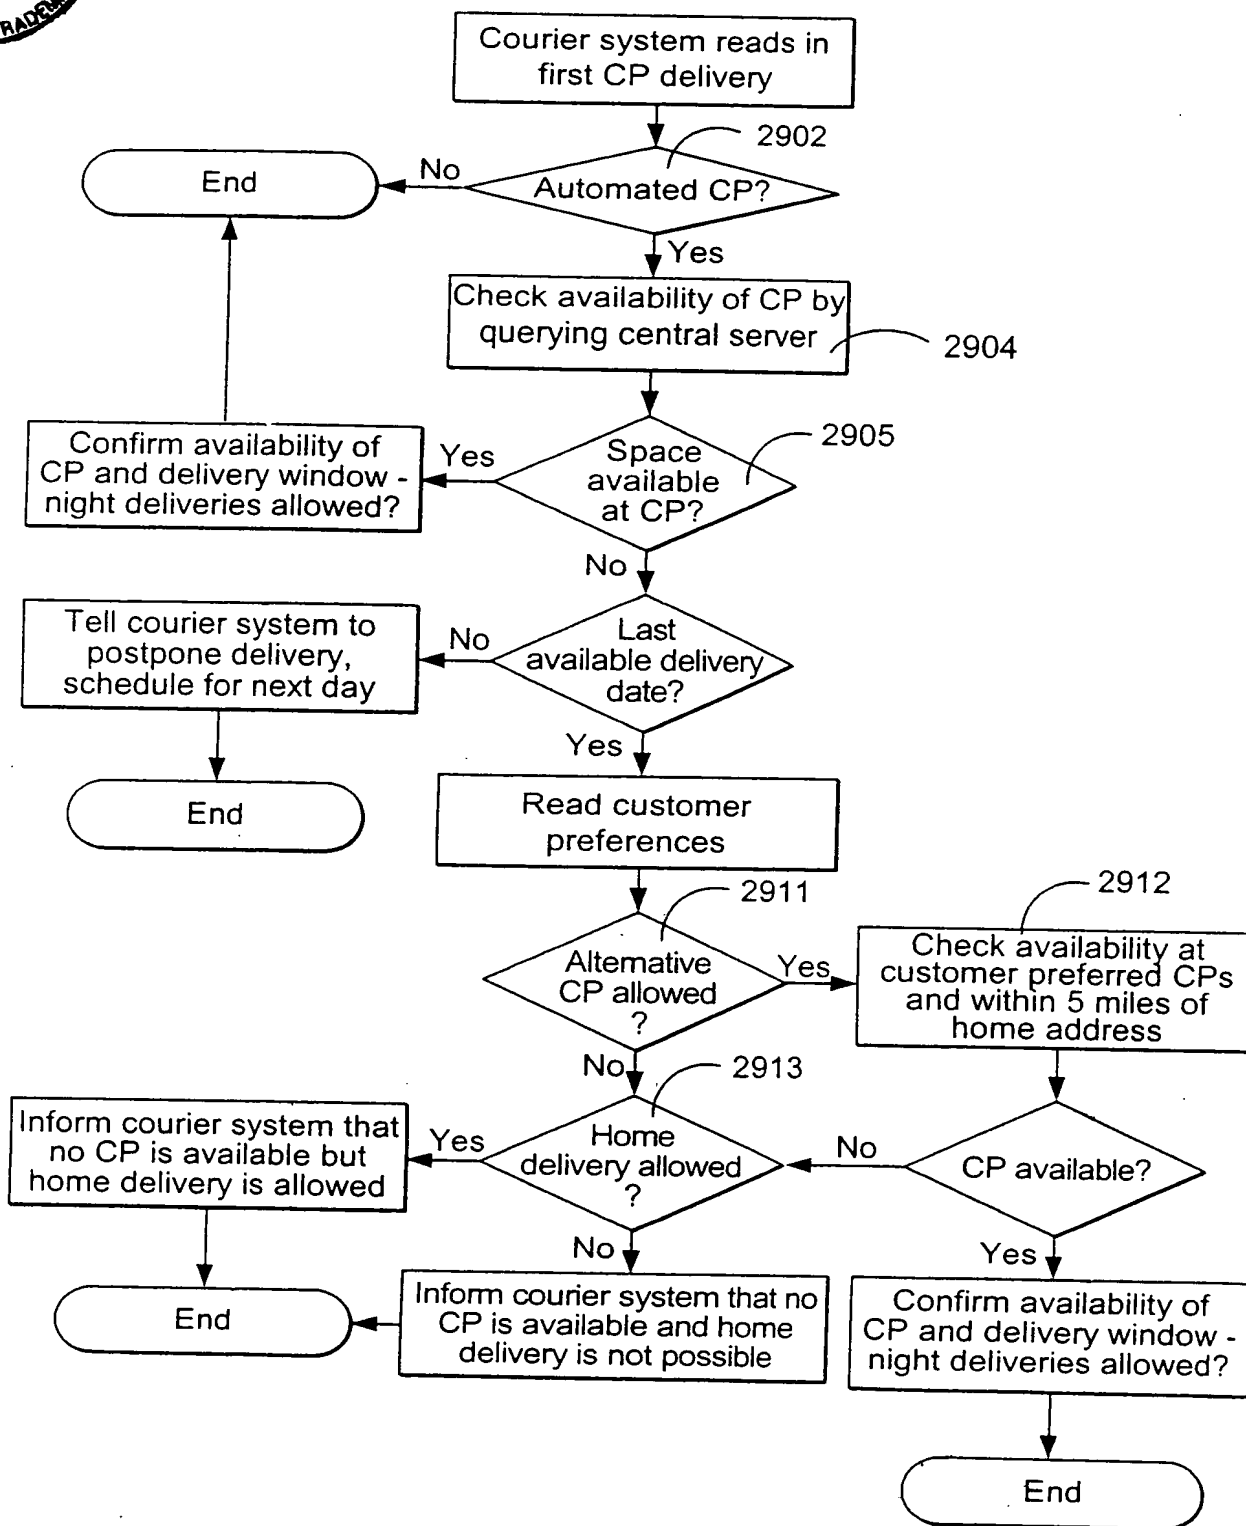 Courier system reads in
first CP delivery
2902
No
End
Automated CP?
Yes
Check availability of CP by
querying central server
2904
2905
Confirm availability of
CP and delivery window -
night deliveries allowed?
Yes
Space
available
at CP?
No
Tell courier system to
postpone delivery,
schedule for next day
No
Last
available delivery
date?
Yes
End
Read customer
preferences
2911
2912
Alternative
CP allowed
?
Yes
Check availability at
customer preferred CPs
and within 5 miles of
home address
No
2913
Inform courier system that
no CP is available but
home delivery is allowed
Yes
Home
delivery allowed
?
No
CP available?
No
Yes
End
Inform courier system that no
CP is available and home
delivery is not possible
Confirm availability of
CP and delivery window -
night deliveries allowed?
End